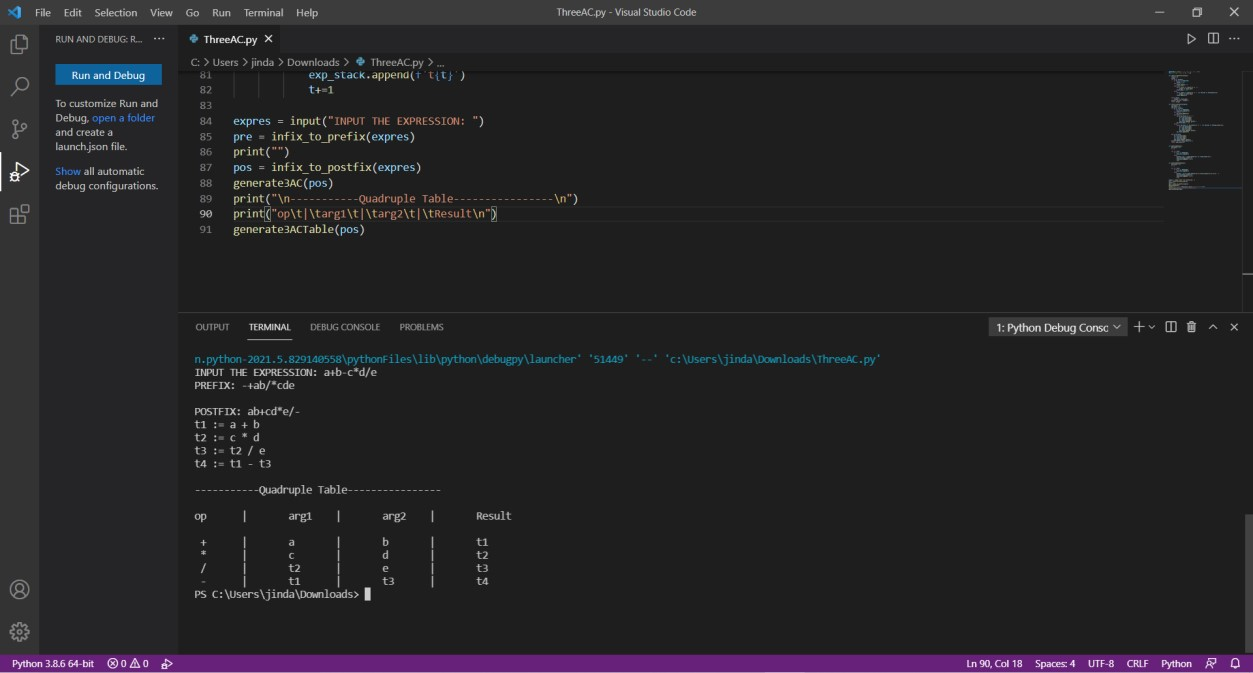 File Edit Selection View Go Run Terminal Help
ThreeAC.py - Visual Studio Code
RUN AND DEBUG: R... ...
Run and Debug
To customize Run and
Debug, open a folder
and create a
launch.json file.
Show all automatic
debug configurations.
ThreeAC.py
C: > Users > jinda > Downloads > ThreeAC.py > ...
81 exp_stack.append(f't{t}')
82 t+=1
83
84 expres = input("INPUT THE EXPRESSION: ")
85 pre = infix_to_prefix(expres)
86 print("")
87 pos = infix_to_postfix(expres)
88 generate3AC(pos)
89 print("\n-----------Quadruple Table----------------\n")
90 print("op\t|\targ1\t|\targ2\t|\tResult\n")
91 generate3ACTable(pos)
OUTPUT TERMINAL DEBUG CONSOLE PROBLEMS
1: Python Debug Consc
n.python-2021.5.829140558\pythonFiles\lib\python\debugpy\launcher' '51449' '--' 'c:\Users\jinda\Downloads\ThreeAC.py'
INPUT THE EXPRESSION: a+b-c*d/e
PREFIX: -+ab/*cde
POSTFIX: ab+cd*e/-
t1 := a + b
t2 := c * d
t3 := t2 / e
t4 := t1 - t3
-----------Quadruple Table----------------
op | arg1 | arg2 | Result
+ | a | b | t1
* | c | d | t2
/ | t2 | e | t3
- | t1 | t3 | t4
PS C:\Users\jinda\Downloads>
Python 3.8.6 64-bit 0 0
Ln 90, Col 18 Spaces: 4 UTF-8 CRLF Python